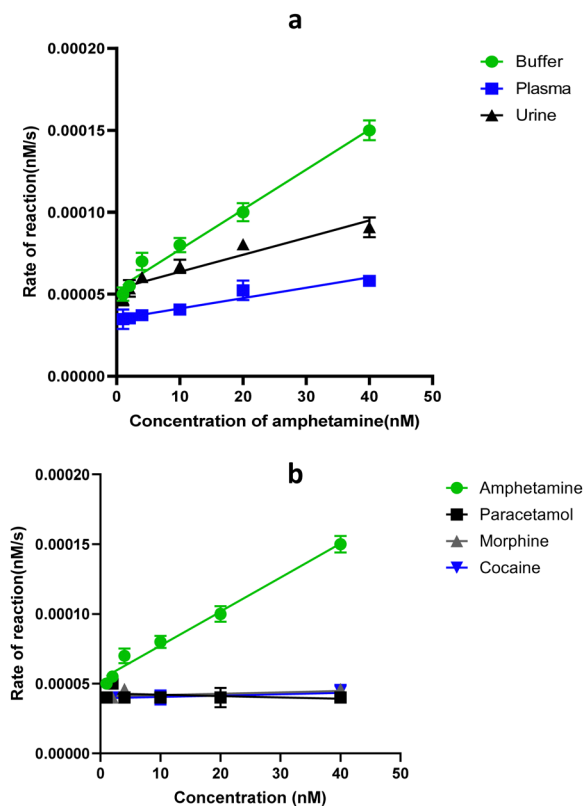 a
0.00020
0.00015
0.00010
0.00005
0.00000
0 10 20 30 40 50
Rate of reaction(nM/s)
Concentration of amphetamine(nM)
Buffer
Plasma
Urine
b
0.00020
0.00015
0.00010
0.00005
0.00000
0 10 20 30 40 50
Rate of reaction(nM/s)
Concentration (nM)
Amphetamine
Paracetamol
Morphine
Cocaine